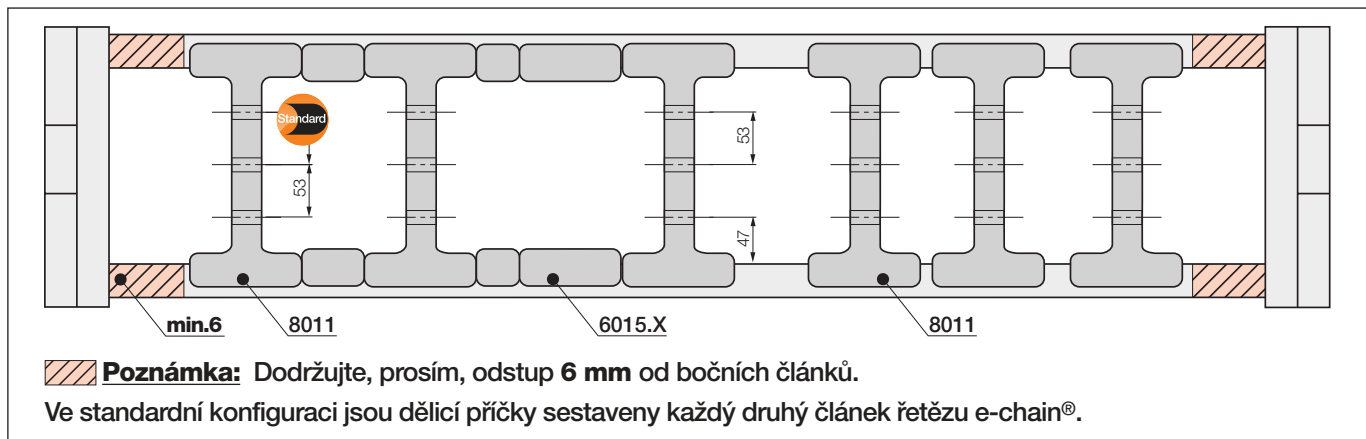 Standard
53
53
47
min.6
8011
6015.X
8011
Poznámka: Dodržujte, prosím, odstup 6 mm od bočních článků.
Ve standardní konfiguraci jsou dělicí příčky sestaveny každý druhý článek řetězu e-chain®.